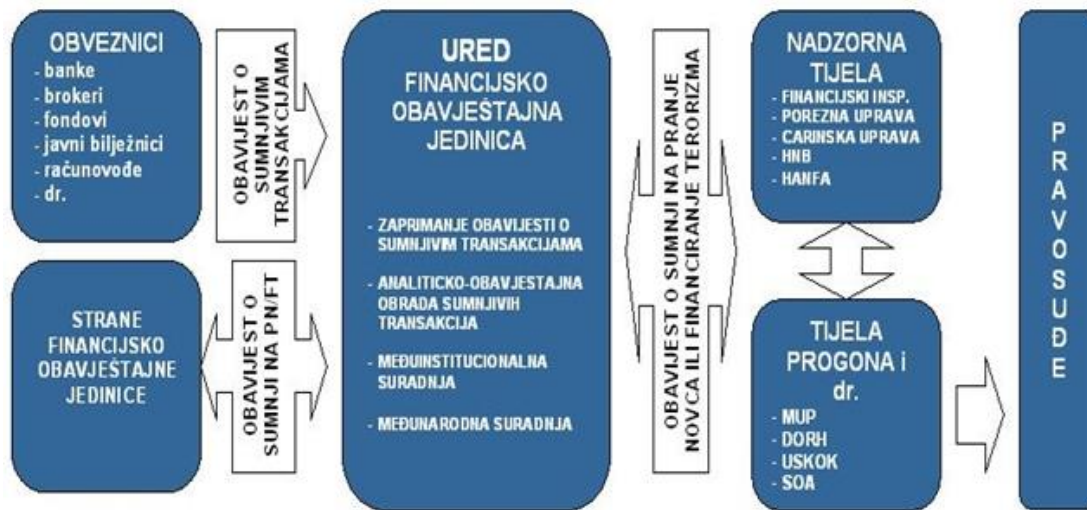 OBVEZNICI
- banke
- brokeri
- fondovi
- javni bilježnici
- računovođe
- dr.
OBAVIJEST O
SUMNJIVIM
TRANSAKCIJAMA
STRANE
FINANCIJSKO
OBAVJEŠTAJNE
JEDINICE
OBAVIJEST O
SUMNJI NA PN/FT
URED
FINANCIJSKO
OBAVJEŠTAJNA
JEDINICA
- ZAPRIMANJE OBAVIJESTI O
SUMNJIVIM TRANSAKCIJAMA
- ANALITICKO-OBAVJESTAJNA
OBRADA SUMNJIVIH
TRANSAKCIJA
- MEĐUINSTITUCIONALNA
SURADNJA
- MEĐUNARODNA SURADNJA
OBAVIJEST O SUMNJI NA PRANJE
NOVCA ILI FINANCIRANJE TERORIZMA
NADZORNA
TIJELA
- FINANCIJSKI INSP.
- POREZNA UPRAVA
- CARINSKA UPRAVA
- HNB
- HANFA
TIJELA
PROGONA i
dr.
- MUP
- DORH
- USKOK
- SOA
PRAVOSUĐE